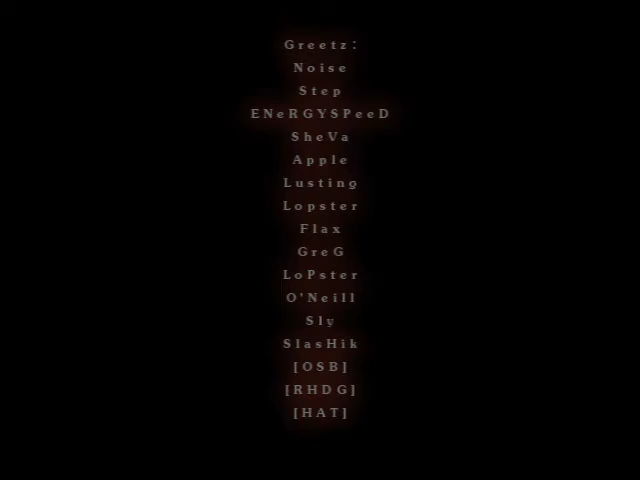 Greetz:
Noise
Step
ENeRGYSPeeD
SheVa
Apple
Lusting
Lopster
Flax
GreG
LoPster
O'Neill
Sly
SlasHik
[OSB]
[RHDG]
[HAT]